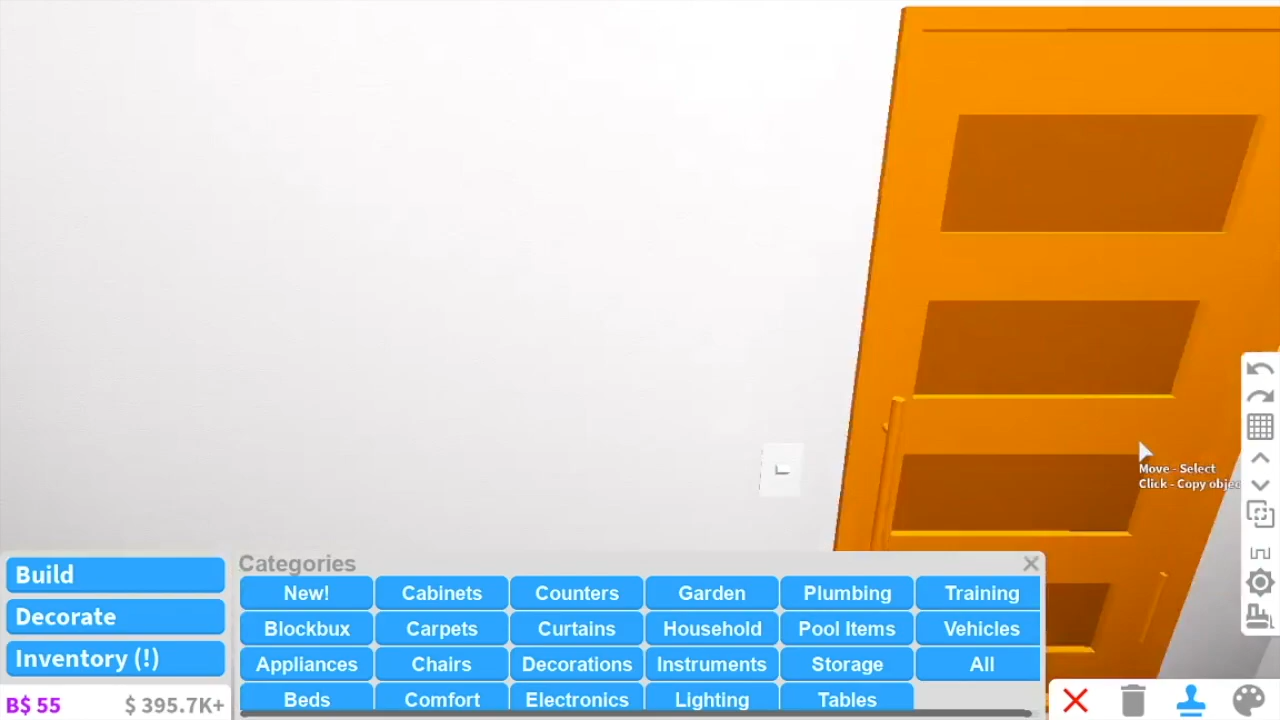 Move - Select
Click - Copy objec
Categories
Build
Decorate
Inventory (!)
New! Cabinets Counters Garden Plumbing Training
Blockbux Carpets Curtains Household Pool Items Vehicles
Appliances Chairs Decorations Instruments Storage All
Beds Comfort Electronics Lighting Tables
B$ 55 $ 395.7K+